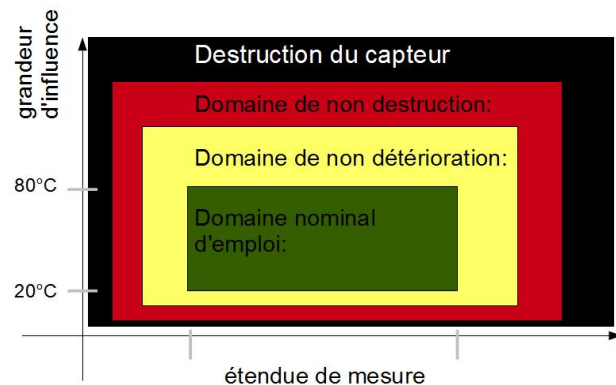 grandeur
d'influence
Destruction du capteur
Domaine de non destruction:
Domaine de non détérioration:
80°C
Domaine nominal
d'emploi:
20°C
étendue de mesure